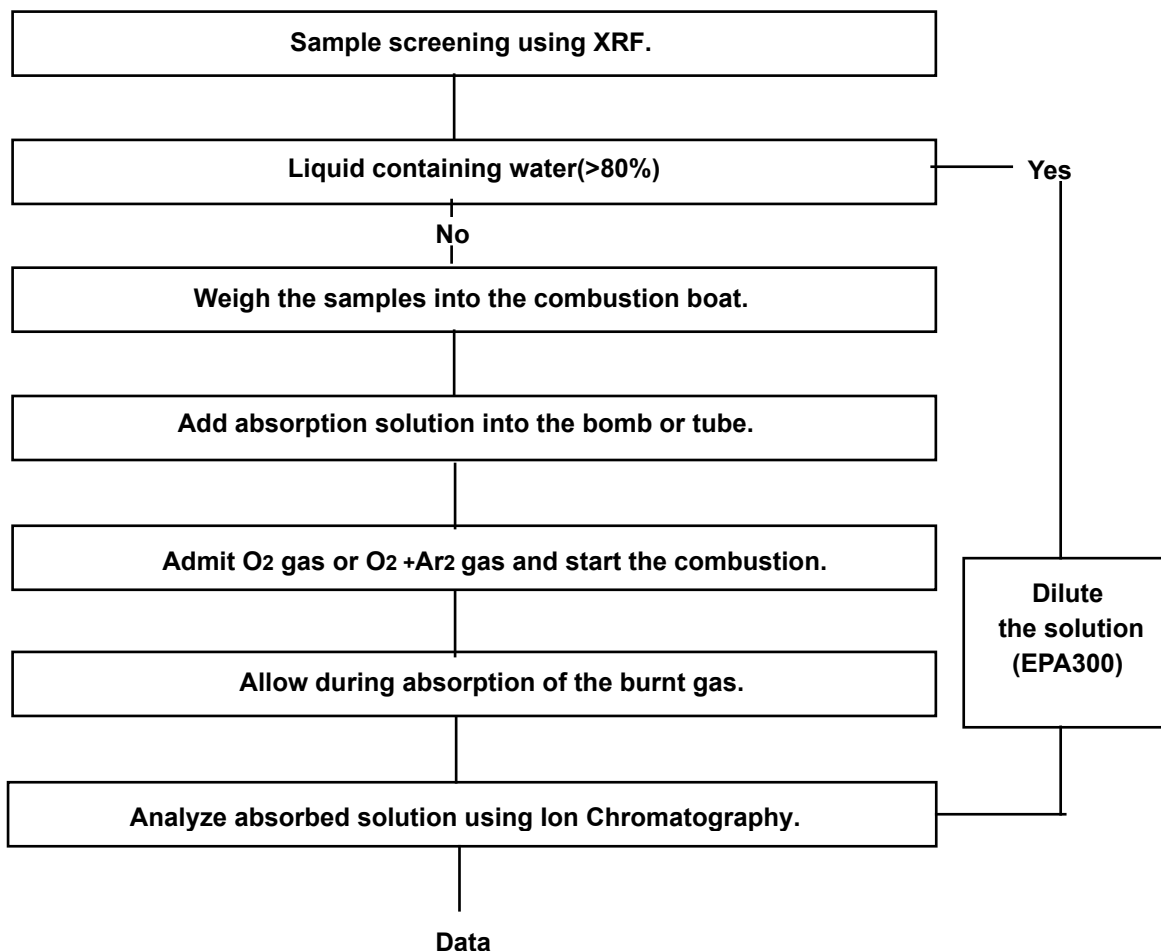 Sample screening using XRF.
Liquid containing water(>80%)
Yes
No
Weigh the samples into the combustion boat.
Add absorption solution into the bomb or tube.
Admit O2 gas or O2 +Ar2 gas and start the combustion.
Dilute
the solution
(EPA300)
Allow during absorption of the burnt gas.
Analyze absorbed solution using Ion Chromatography.
Data